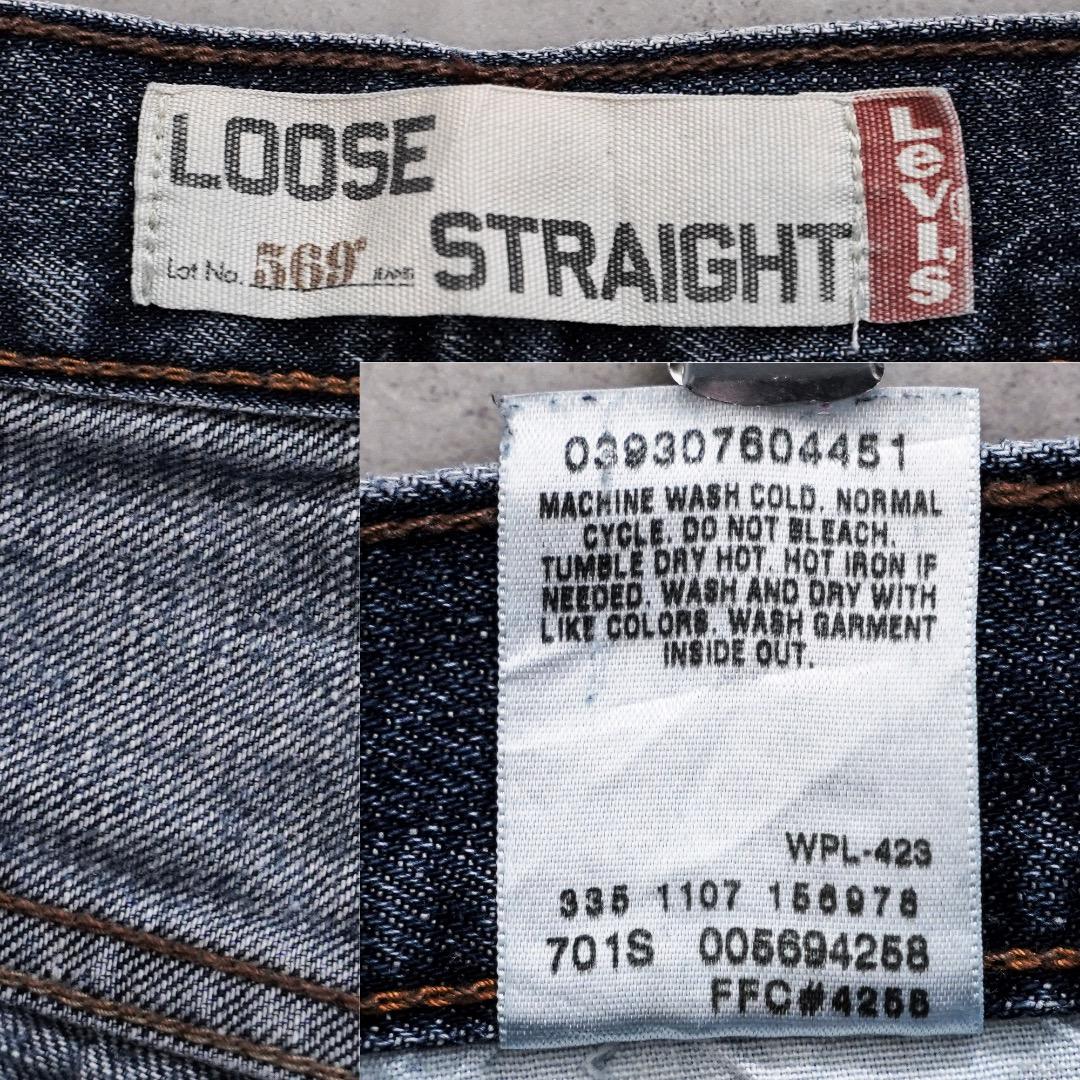 LOOSE
Lot No. 569® JEANS STRAIGHT
Levi's®
039307604451
MACHINE WASH COLD. NORMAL
CYCLE. DO NOT BLEACH.
TUMBLE DRY HOT. HOT IRON IF
NEEDED. WASH AND DRY WITH
LIKE COLORS. WASH GARMENT
INSIDE OUT.
WPL-423
335 1107 156978
701S 005694258
FFC#4258